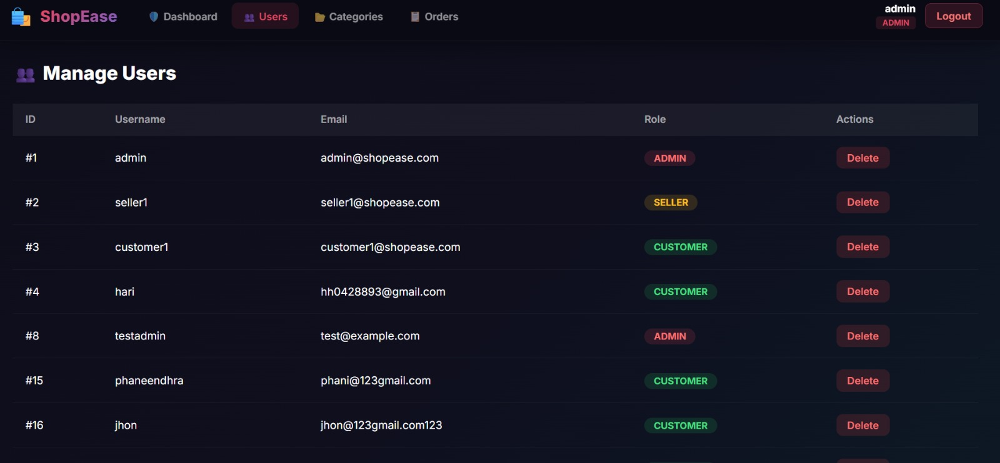 ShopEase Dashboard Users Categories Orders admin Logout
ADMIN
Manage Users
ID Username Email Role Actions
#1 admin admin@shopease.com ADMIN Delete
#2 seller1 seller1@shopease.com SELLER Delete
#3 customer1 customer1@shopease.com CUSTOMER Delete
#4 hari hh0428893@gmail.com CUSTOMER Delete
#8 testadmin test@example.com ADMIN Delete
#15 phaneendhra phani@123gmail.com CUSTOMER Delete
#16 jhon jhon@123gmail.com123 CUSTOMER Delete